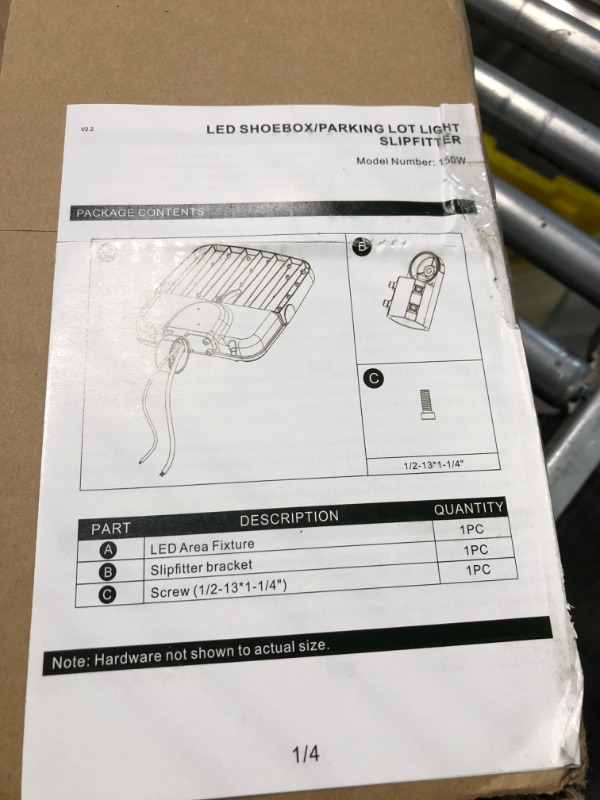 V2.2
LED SHOEBOX/PARKING LOT LIGHT
SLIPFITTER
Model Number: 150W
PACKAGE CONTENTS
B
C
1/2-13*1-1/4"
PART DESCRIPTION QUANTITY
A LED Area Fixture 1PC
B Slipfitter bracket 1PC
C Screw (1/2-13*1-1/4") 1PC
Note: Hardware not shown to actual size.
1/4